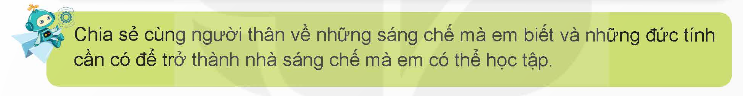 Chia sẻ cùng người thân về những sáng chế mà em biết và những đức tính
cần có để trở thành nhà sáng chế mà em có thể học tập.